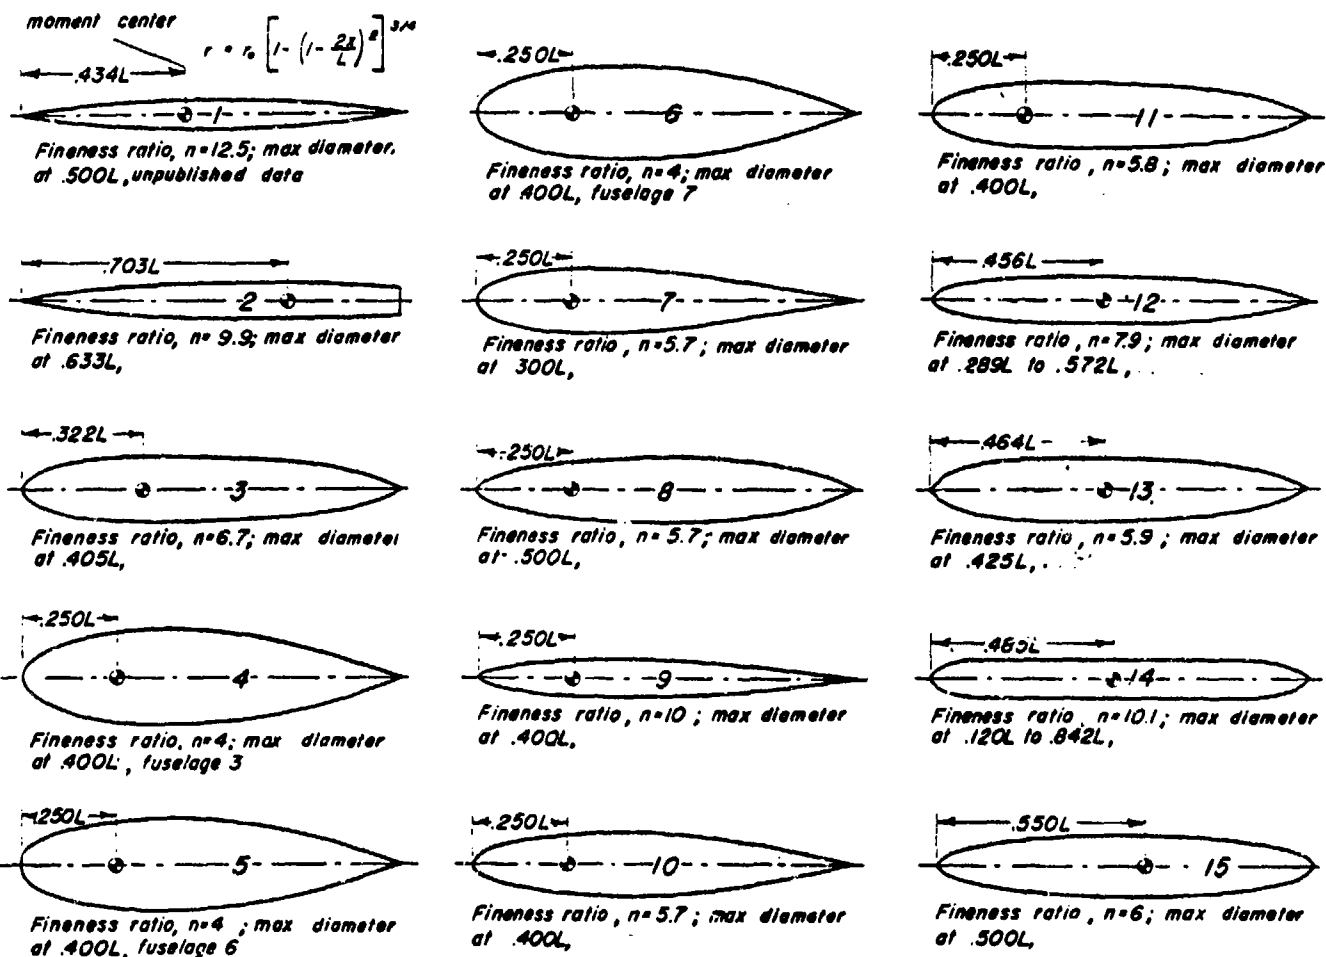 moment center
r = r₀ [1-(1-2x/L)²]^3/4
.434L
1
Fineness ratio, n=12.5; max diameter.
at .500L, unpublished data
.703L
2
Fineness ratio, n= 9.9; max diameter
at .633L,
.322L
3
Fineness ratio, n=6.7; max diameter
at .405L,
.250L
4
Fineness ratio, n=4; max diameter
at .400L, fuselage 3
.250L
5
Fineness ratio, n=4 ; max diameter
at .400L, fuselage 6
.250L
6
Fineness ratio, n=4; max diameter
at .400L, fuselage 7
.250L
7
Fineness ratio, n=5.7; max diameter
at 300L,
.250L
8
Fineness ratio, n= 5.7; max diameter
at .500L,
.250L
9
Fineness ratio, n=10 ; max diameter
at .400L,
.250L
10
Fineness ratio, n=5.7 ; max diameter
at .400L,
.250L
11
Fineness ratio, n=5.8 ; max diameter
at .400L,
.456L
12
Fineness ratio, n=7.9; max diameter
at .289L to .572L,
.464L
13
Fineness ratio, n=5.9 ; max diameter
at .425L,
.485L
14
Fineness ratio, n=10.1; max diameter
at .120L to .842L,
.550L
15
Fineness ratio, n=6; max diameter
at .500L,